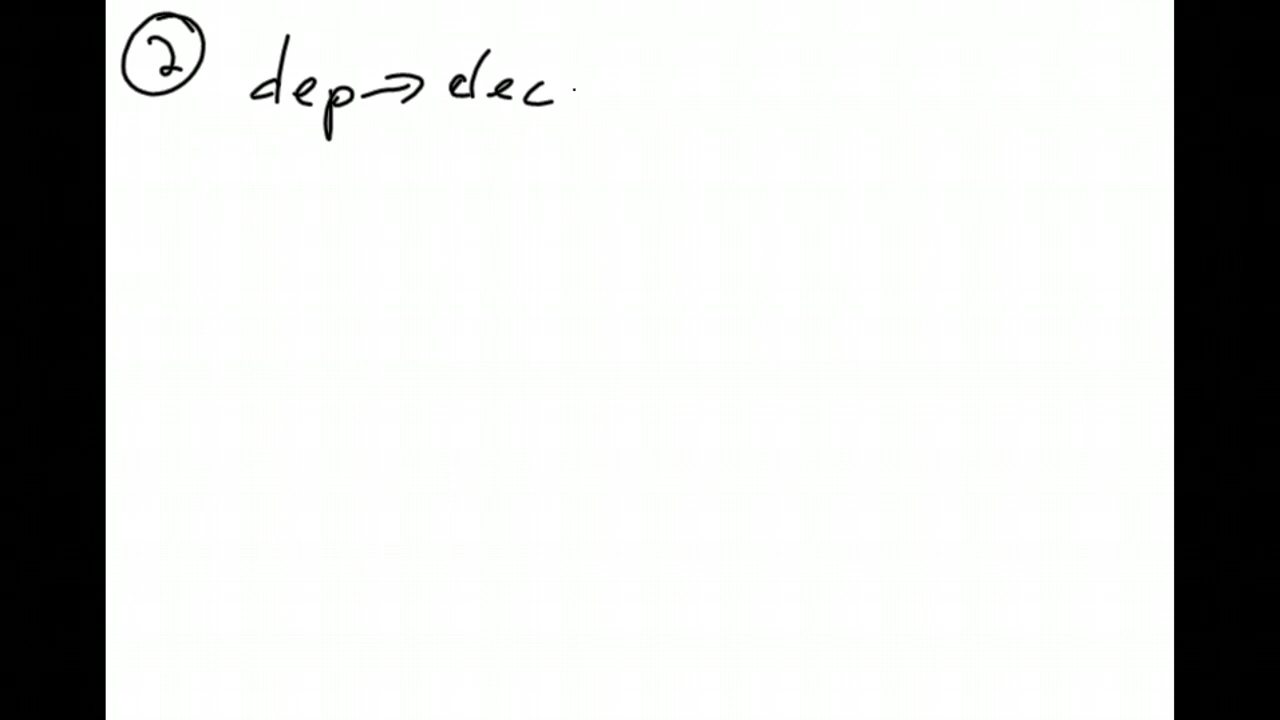 ② dep → dec